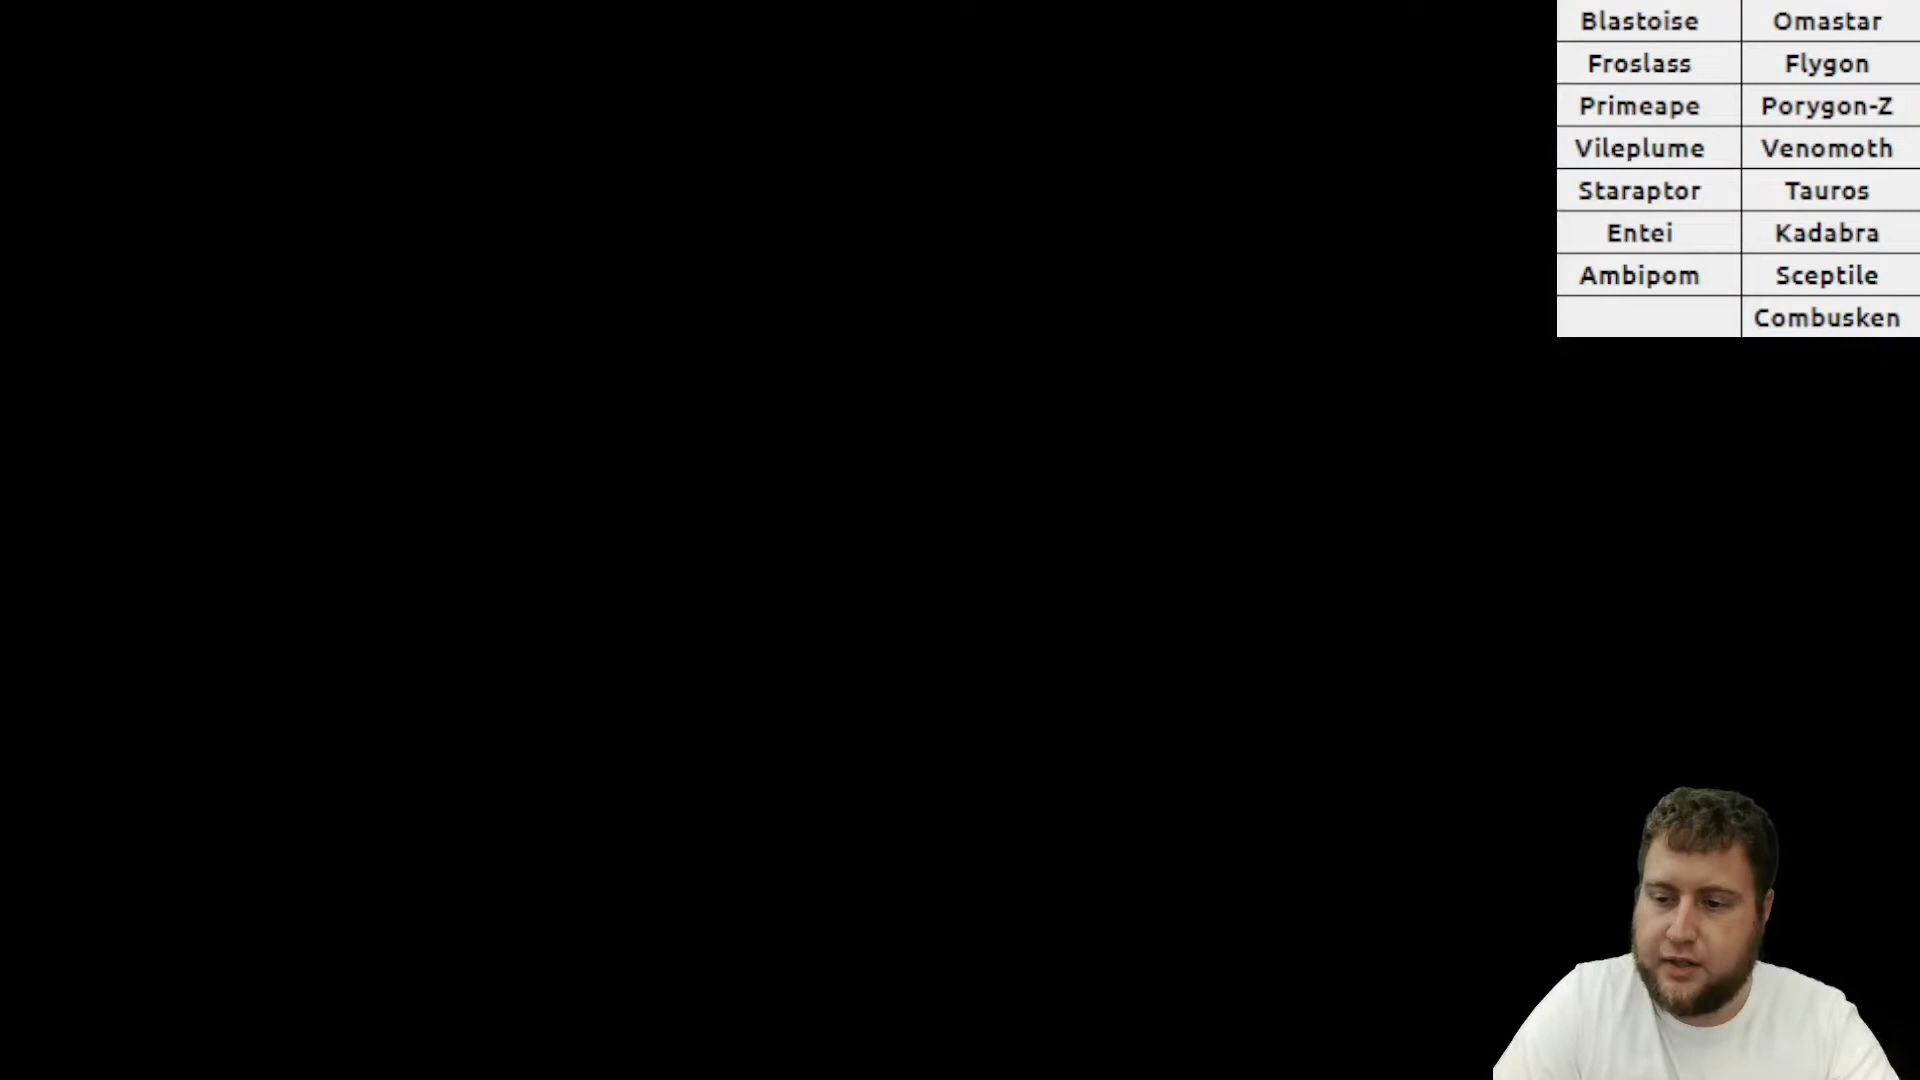 Blastoise Omastar
Froslass Flygon
Primeape Porygon-Z
Vileplume Venomoth
Staraptor Tauros
Entei Kadabra
Ambipom Sceptile
Combusken